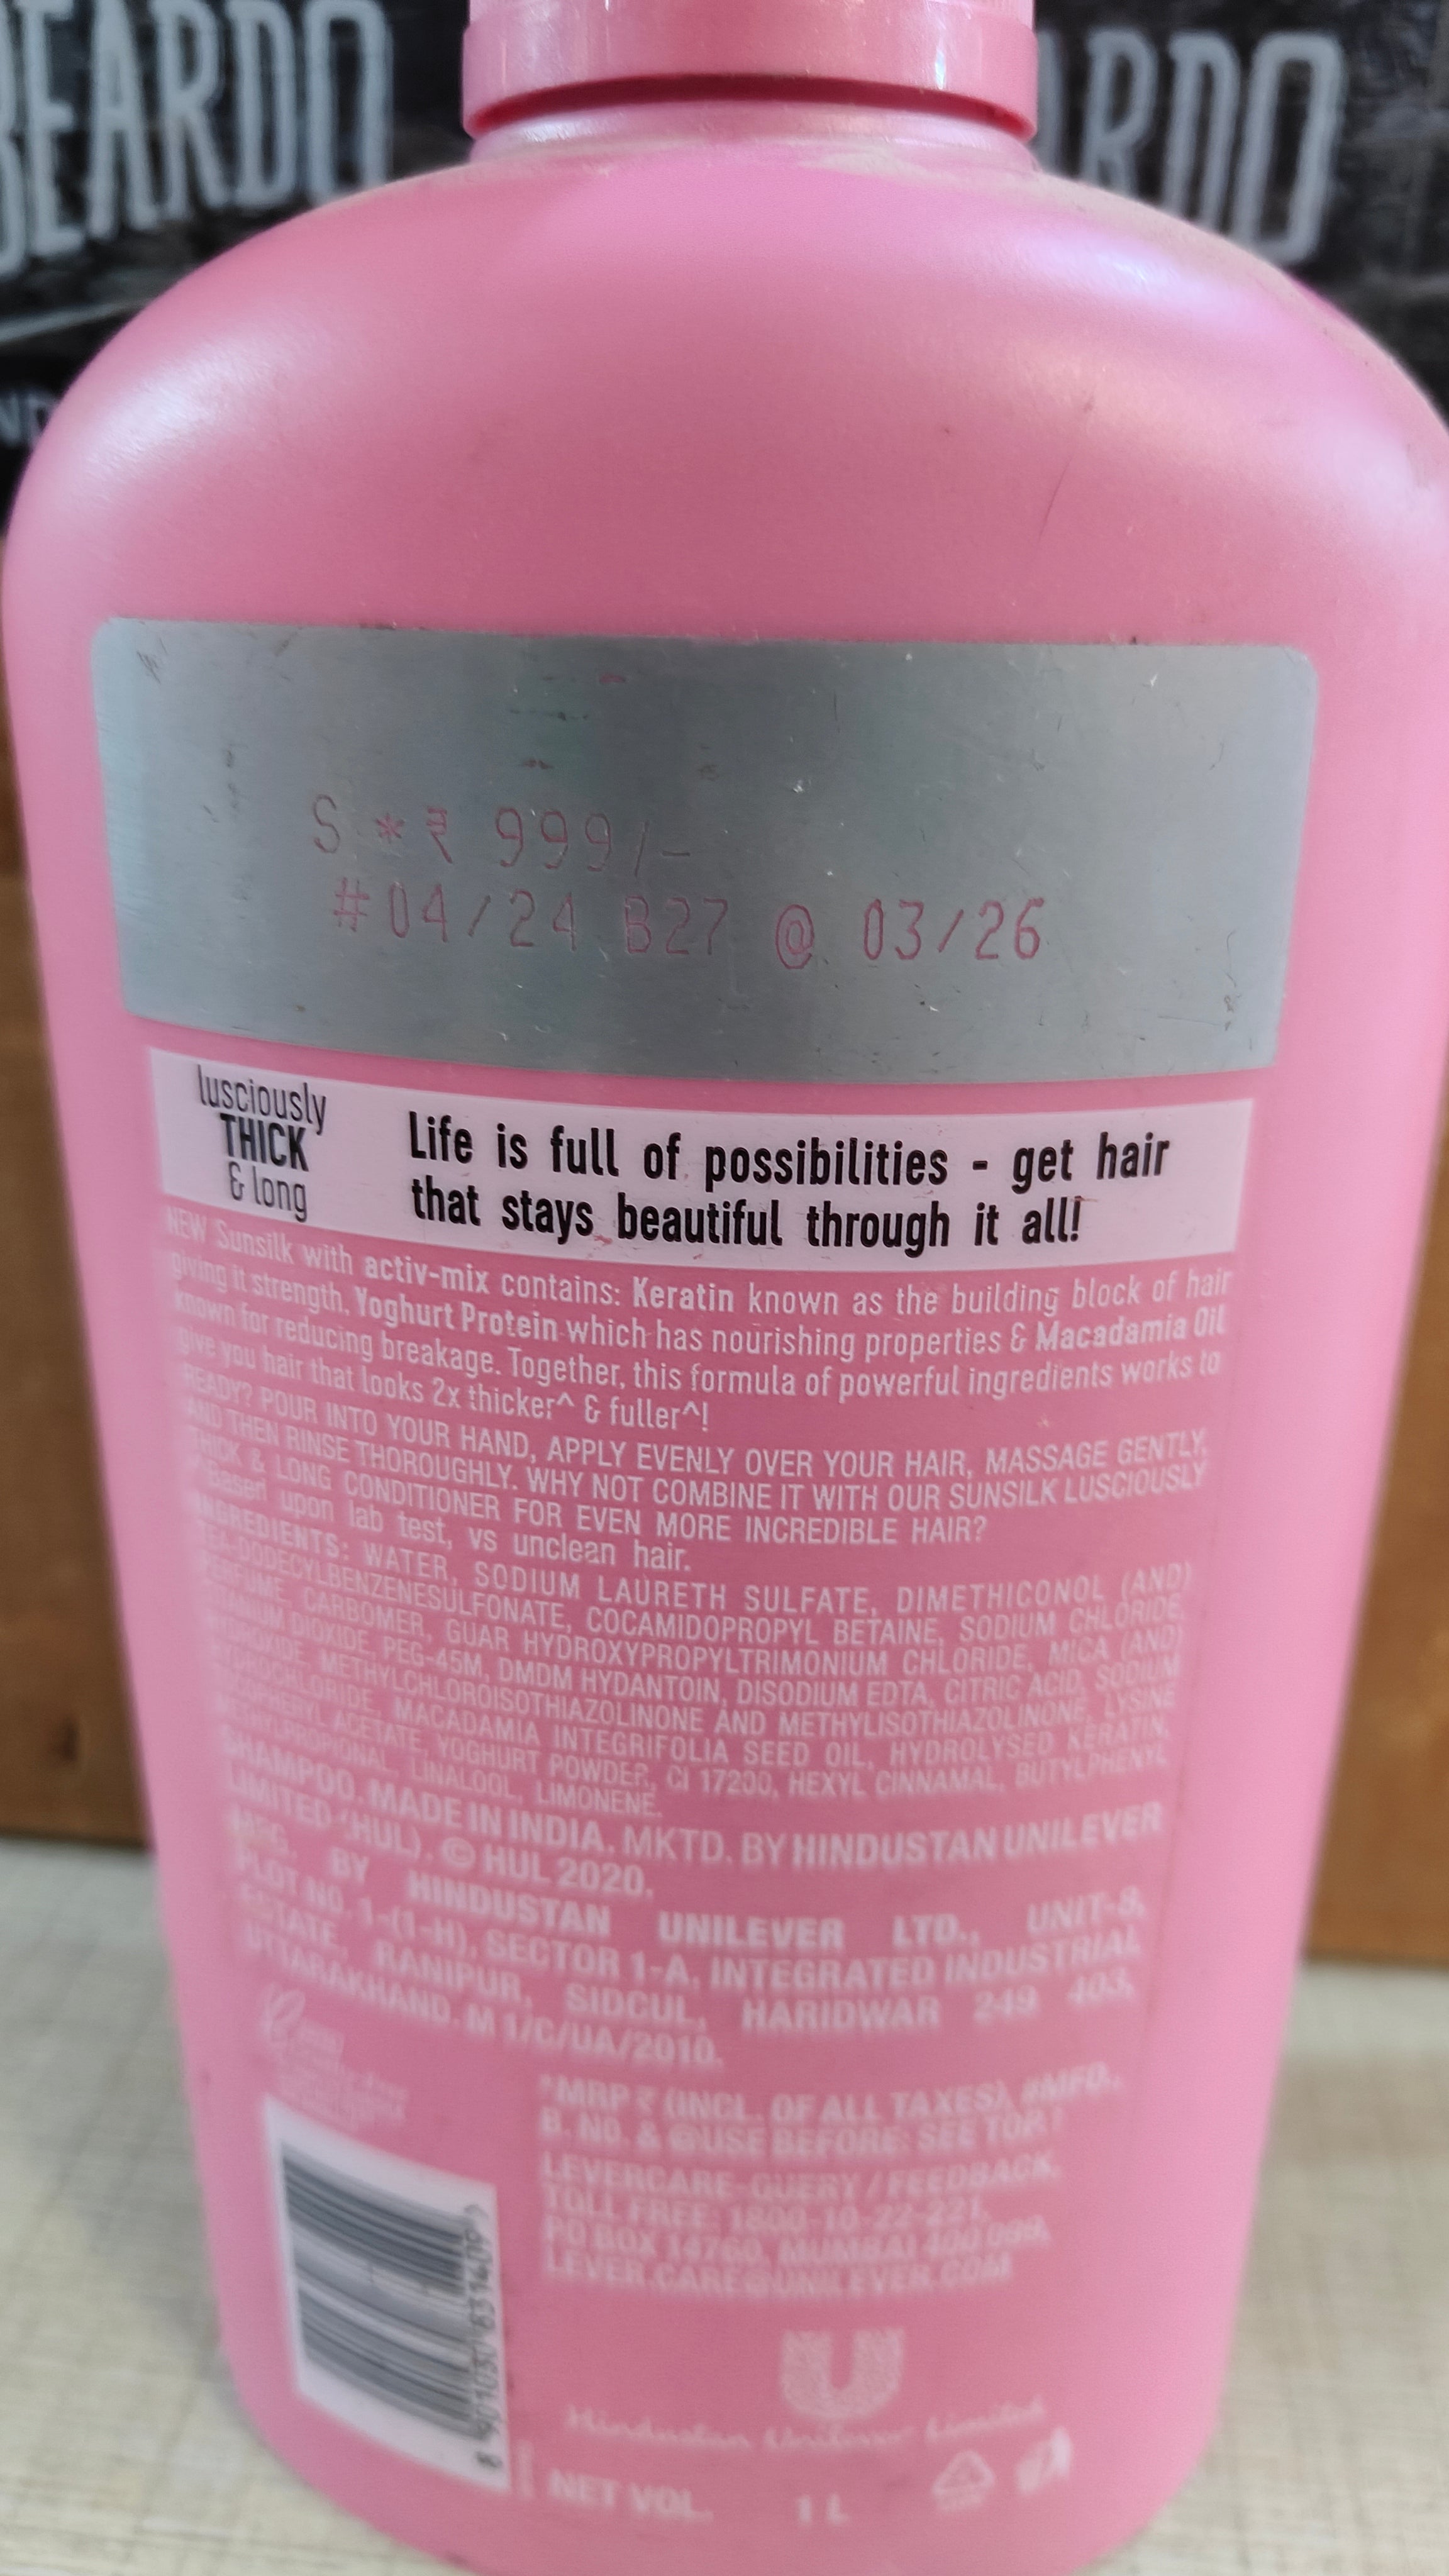 BEARDO
ARDO
S * ₹ 999/-
#04/24 B27 @ 03/26
lusciously
THICK
& long
Life is full of possibilities - get hair
that stays beautiful through it all!
NEW Sunsilk with activ-mix contains: Keratin known as the building block of hair
giving it strength, Yoghurt Protein which has nourishing properties & Macadamia Oil
known for reducing breakage. Together, this formula of powerful ingredients works to
give you hair that looks 2x thicker^ & fuller^!
READY? POUR INTO YOUR HAND, APPLY EVENLY OVER YOUR HAIR, MASSAGE GENTLY,
AND THEN RINSE THOROUGHLY. WHY NOT COMBINE IT WITH OUR SUNSILK LUSCIOUSLY
THICK & LONG CONDITIONER FOR EVEN MORE INCREDIBLE HAIR?
^ Based upon lab test, vs unclean hair.
INGREDIENTS: WATER, SODIUM LAURETH SULFATE, DIMETHICONOL (AND)
TEA-DODECYLBENZENESULFONATE, COCAMIDOPROPYL BETAINE, SODIUM CHLORIDE,
PERFUME, CARBOMER, GUAR HYDROXYPROPYLTRIMONIUM CHLORIDE, MICA (AND)
TITANIUM DIOXIDE, PEG-45M, DMDM HYDANTOIN, DISODIUM EDTA, CITRIC ACID, SODIUM
HYDROXIDE, METHYLCHLOROISOTHIAZOLINONE AND METHYLISOTHIAZOLINONE, LYSINE
HYDROCHLORIDE, MACADAMIA INTEGRIFOLIA SEED OIL, HYDROLYSED KERATIN,
TOCOPHERYL ACETATE, YOGHURT POWDER, CI 17200, HEXYL CINNAMAL, BUTYLPHENYL
METHYLPROPIONAL, LINALOOL, LIMONENE.
SHAMPOO. MADE IN INDIA. MKTD. BY HINDUSTAN UNILEVER
LIMITED (HUL). © HUL 2020.
MFG. BY HINDUSTAN UNILEVER LTD., UNIT-3,
PLOT NO. 1-(1-H), SECTOR 1-A, INTEGRATED INDUSTRIAL
ESTATE, RANIPUR, SIDCUL, HARIDWAR 249 403,
UTTARAKHAND. M 1/C/UA/2010.
*MRP ₹ (INCL. OF ALL TAXES), #MFD.,
B. NO. & @USE BEFORE: SEE TOP!
LEVERCARE-QUERY / FEEDBACK.
TOLL FREE: 1800-10-22-221,
PO BOX 14760, MUMBAI 400 099,
LEVER.CARE@UNILEVER.COM
Hindustan Unilever Limited
NET VOL. 1 L